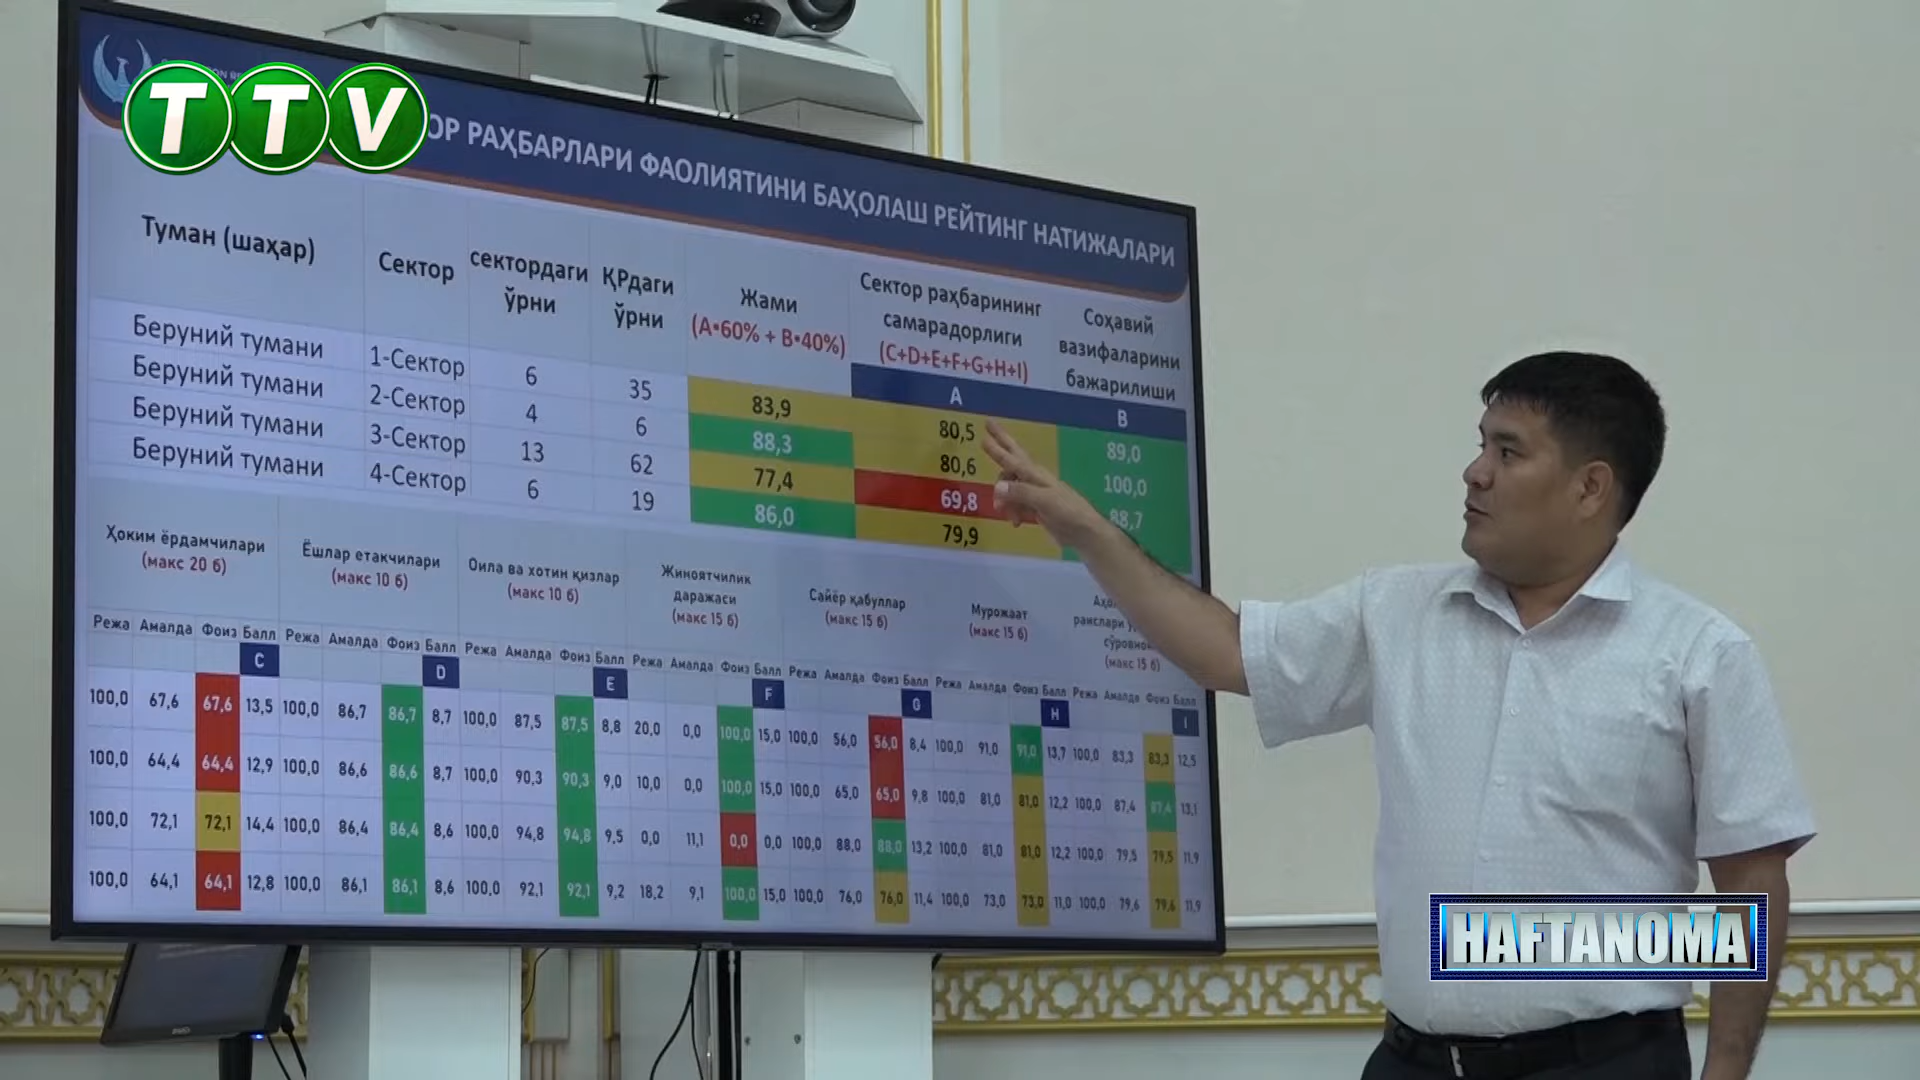 TTV
ОР РАҲБАРЛАРИ ФАОЛИЯТИНИ БАҲОЛАШ РЕЙТИНГ НАТИЖАЛАРИ
Туман (шаҳар) Сектор сектордаги ўрни ҚРдаги ўрни Жами (A•60% + B•40%) Сектор раҳбарининг самарадорлиги (C+D+E+F+G+H+I) Соҳавий вазифаларини бажарилиши
A B
Беруний тумани 1-Сектор 6 35 83,9 80,5 89,0
Беруний тумани 2-Сектор 4 6 88,3 80,6 100,0
Беруний тумани 3-Сектор 13 62 77,4 69,8 88,7
Беруний тумани 4-Сектор 6 19 86,0 79,9
Ҳоким ёрдамчилари (макс 20 б) Ёшлар етакчилари (макс 10 б) Оила ва хотин қизлар (макс 10 б) Жиноятчилик даражаси (макс 15 б) Сайёр қабуллар (макс 15 б) Мурожаат (макс 15 б) раислари (макс 15 б)
Режа Амалда Фоиз Балл Режа Амалда Фоиз Балл Режа Амалда Фоиз Балл Режа Амалда Фоиз Балл Режа Амалда Фоиз Балл Режа Амалда Фоиз Балл Режа Амалда Фоиз Балл
C D E F G H I
100,0 67,6 67,6 13,5 100,0 86,7 86,7 8,7 100,0 87,5 87,5 8,8 20,0 0,0 100,0 15,0 100,0 56,0 56,0 8,4 100,0 91,0 91,0 13,7 100,0 83,3 83,3 12,5
100,0 64,4 64,4 12,9 100,0 86,6 86,6 8,7 100,0 90,3 90,3 9,0 10,0 0,0 100,0 15,0 100,0 65,0 65,0 9,8 100,0 81,0 81,0 12,2 100,0 87,4 87,4 13,1
100,0 72,1 72,1 14,4 100,0 86,4 86,4 8,6 100,0 94,8 94,8 9,5 0,0 11,1 0,0 0,0 100,0 88,0 88,0 13,2 100,0 81,0 81,0 12,2 100,0 79,5 79,5 11,9
100,0 64,1 64,1 12,8 100,0 86,1 86,1 8,6 100,0 92,1 92,1 9,2 18,2 9,1 100,0 15,0 100,0 76,0 76,0 11,4 100,0 73,0 73,0 11,0 100,0 79,6 79,6 11,9
HAFTANOMA